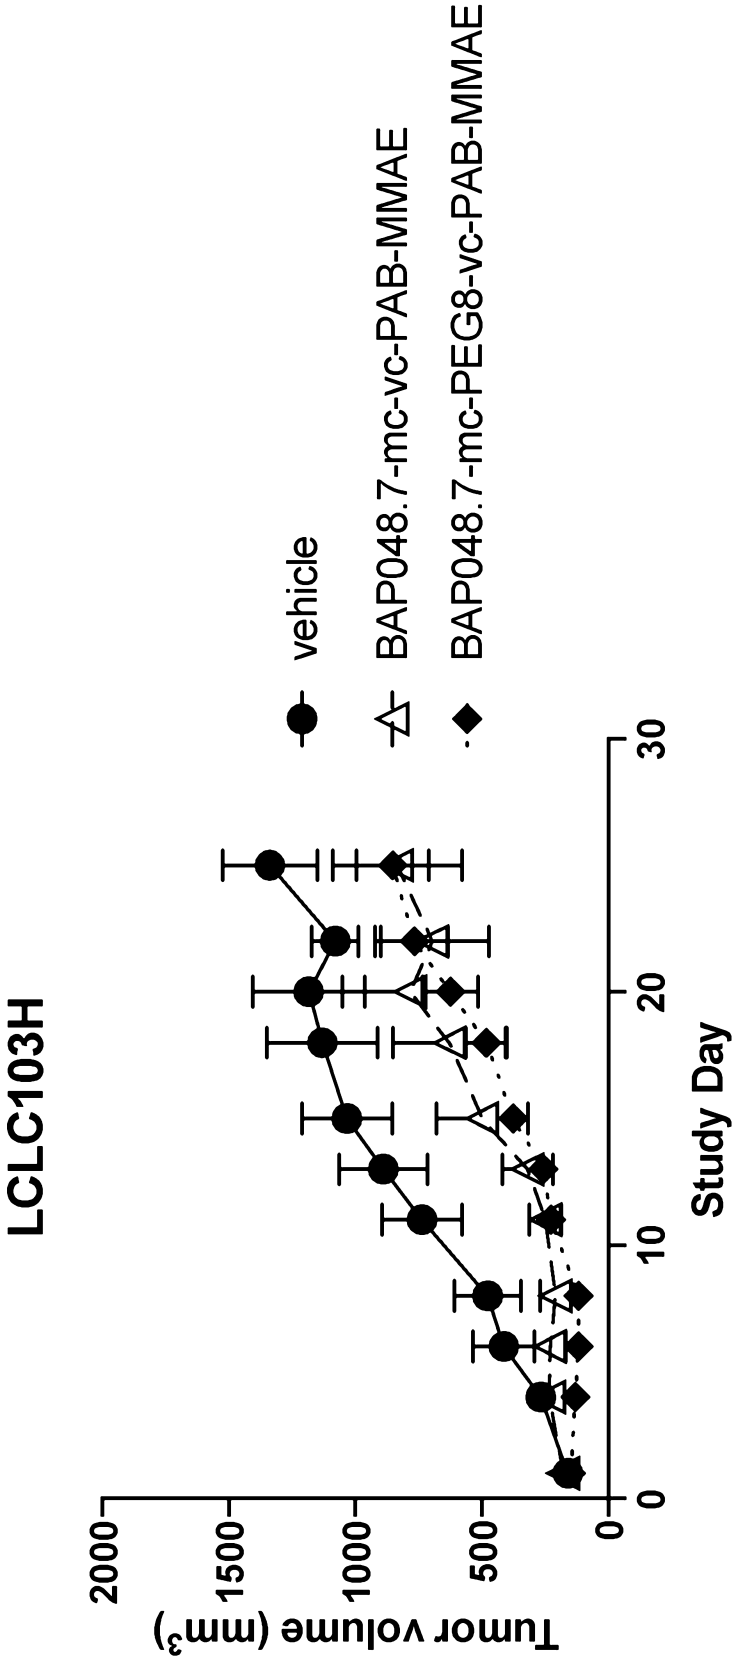 LCLC103H
Tumor volume (mm³)
2000
1500
1000
500
0
0
10
20
30
Study Day
vehicle
BAP048.7-mc-vc-PAB-MMAE
BAP048.7-mc-PEG8-vc-PAB-MMAE